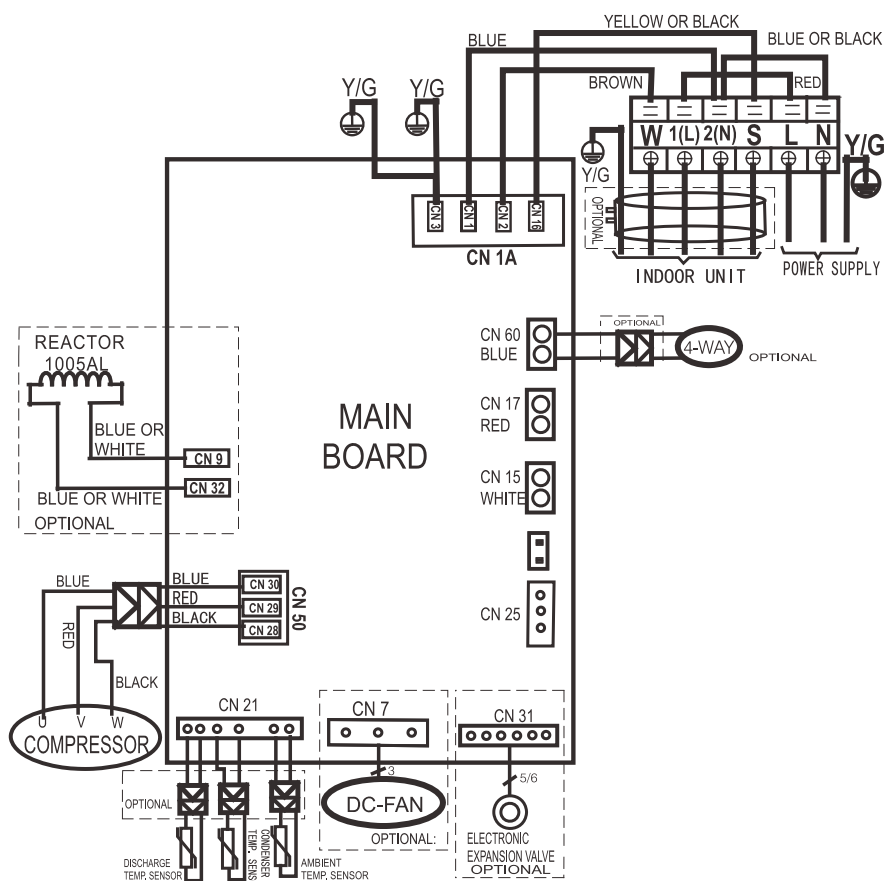 YELLOW OR BLACK
BLUE
BLUE OR BLACK
BROWN
RED
Y/G
Y/G
W 1(L) 2(N) S L N
Y/G
Y/G
CN 3
CN 1
CN 2
CN 16
CN 1A
OPTIONAL
INDOOR UNIT
POWER SUPPLY
REACTOR
1005AL
BLUE OR
WHITE
CN 9
BLUE OR WHITE
CN 32
OPTIONAL
MAIN
BOARD
CN 60
BLUE
OPTIONAL
4-WAY
OPTIONAL
CN 17
RED
CN 15
WHITE
CN 25
BLUE
RED
BLACK
BLUE
RED
BLACK
CN 30
CN 29
CN 28
CN 50
U V W
COMPRESSOR
CN 21
OPTIONAL
DISCHARGE
TEMP. SENSOR
CONDENSER
TEMP. SENS
AMBIENT
TEMP. SENSOR
CN 7
3
DC-FAN
OPTIONAL:
CN 31
5/6
ELECTRONIC
EXPANSION VALVE
OPTIONAL